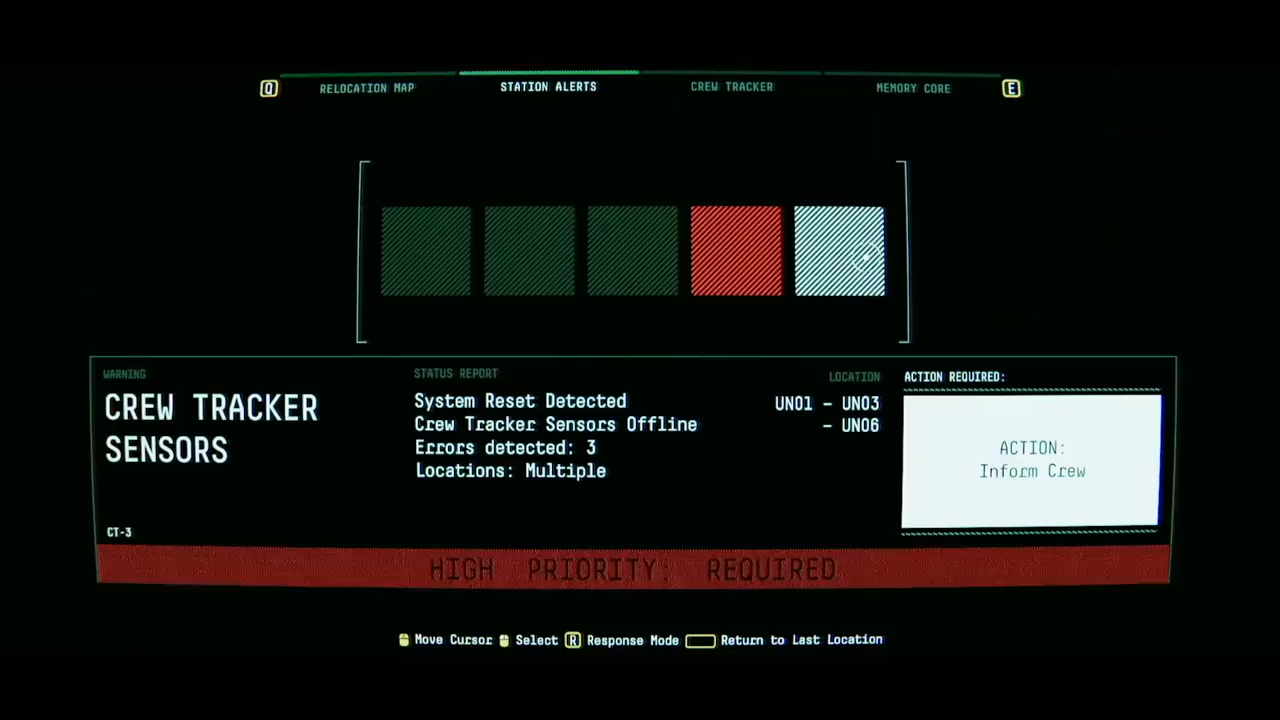 Q RELOCATION MAP STATION ALERTS CREW TRACKER MEMORY CORE E
WARNING
CREW TRACKER
SENSORS
CT-3
STATUS REPORT
System Reset Detected
Crew Tracker Sensors Offline
Errors detected: 3
Locations: Multiple
LOCATION
UN01 - UN03
- UN06
ACTION REQUIRED:
ACTION:
Inform Crew
HIGH PRIORITY: REQUIRED
Move Cursor Select R Response Mode Return to Last Location